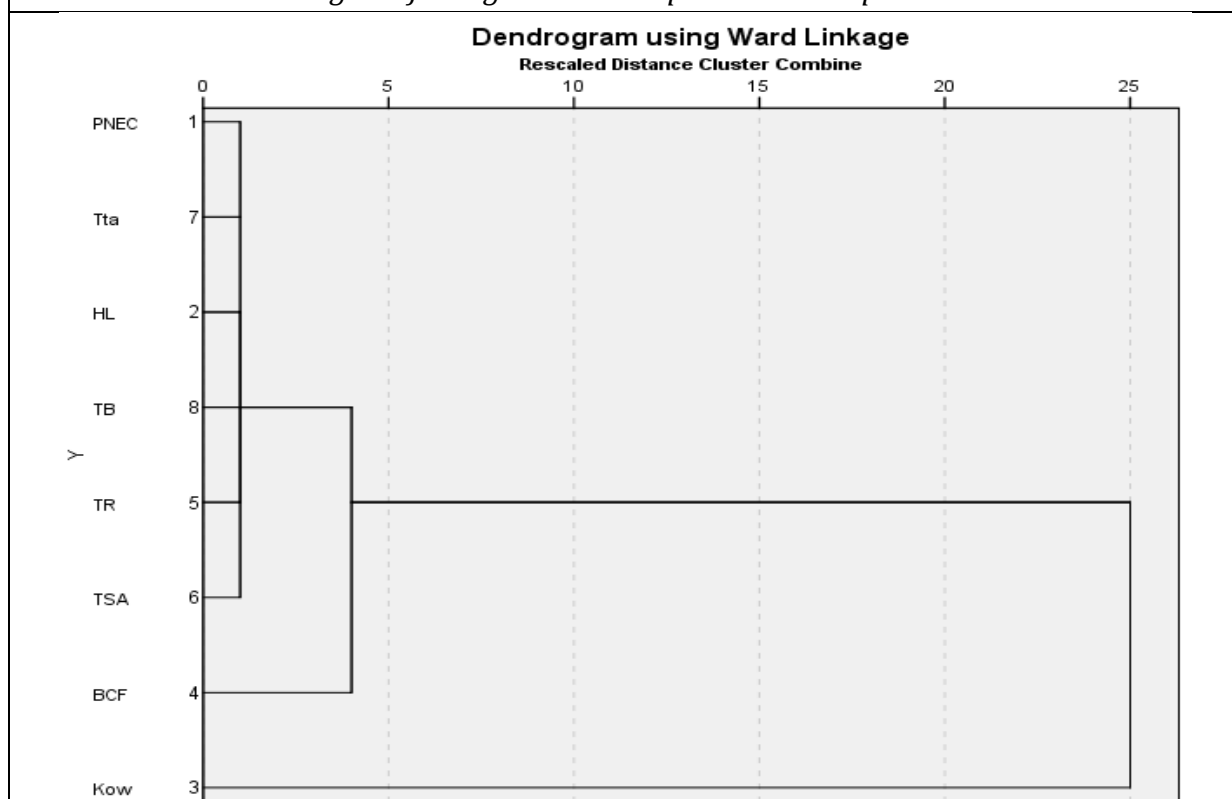 Dendrogram using Ward Linkage
Rescaled Distance Cluster Combine
0 5 10 15 20 25
PNEC 1
Tta 7
HL 2
TB 8
Y
TR 5
TSA 6
BCF 4
Kow 3